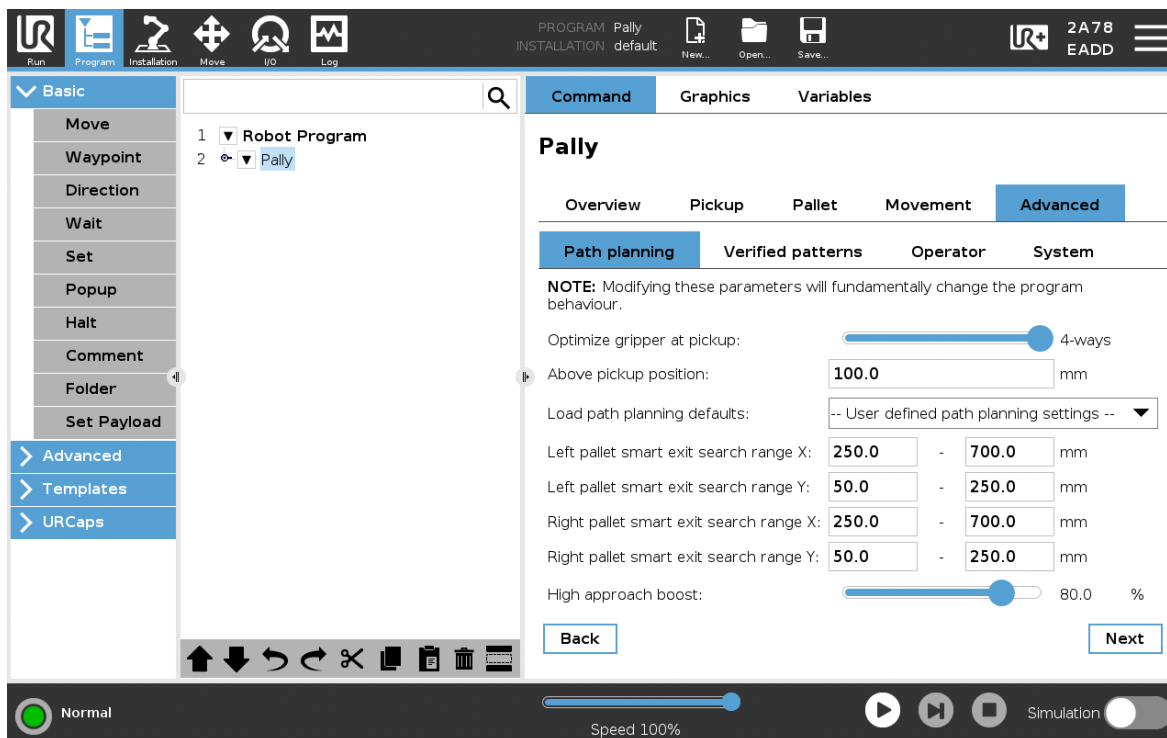 UR
Run
Program
Installation
Move
I/O
Log
PROGRAM Pally
INSTALLATION default
New...
Open...
Save...
UR+
2A78
EADD
Basic
Move
Waypoint
Direction
Wait
Set
Popup
Halt
Comment
Folder
Set Payload
Advanced
Templates
URCaps
1 Robot Program
2 Pally
Command Graphics Variables
Pally
Overview Pickup Pallet Movement Advanced
Path planning Verified patterns Operator System
NOTE: Modifying these parameters will fundamentally change the program
behaviour.
Optimize gripper at pickup: 4-ways
Above pickup position: 100.0 mm
Load path planning defaults: -- User defined path planning settings --
Left pallet smart exit search range X: 250.0 - 700.0 mm
Left pallet smart exit search range Y: 50.0 - 250.0 mm
Right pallet smart exit search range X: 250.0 - 700.0 mm
Right pallet smart exit search range Y: 50.0 - 250.0 mm
High approach boost: 80.0 %
Back Next
Normal
Speed 100%
Simulation